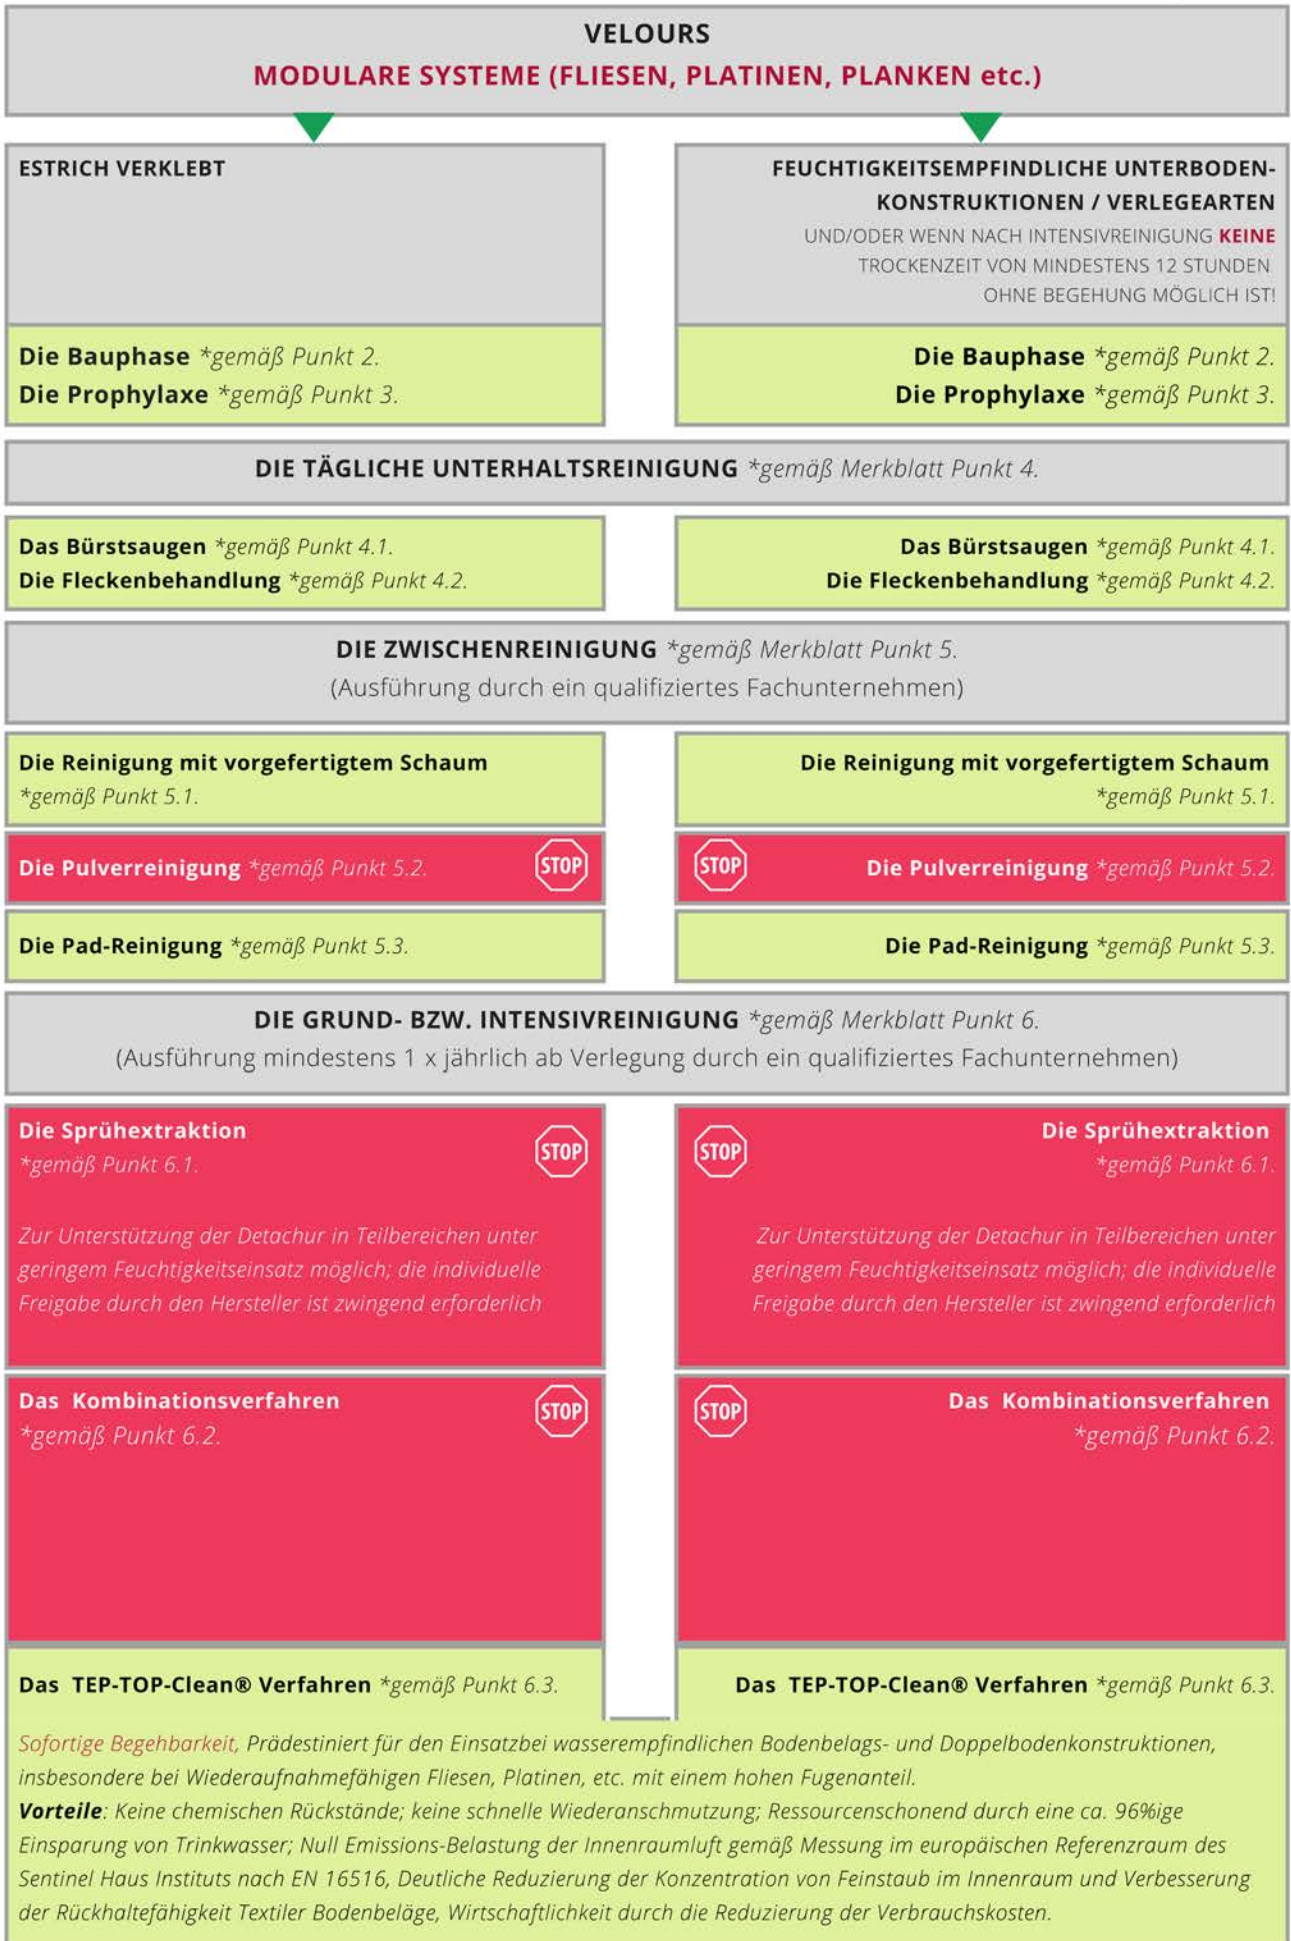 VELOURS
MODULARE SYSTEME (FLIESEN, PLATINEN, PLANKEN etc.)
ESTRICH VERKLEBT
FEUCHTIGKEITSEMPFINDLICHE UNTERBODEN-
KONSTRUKTIONEN / VERLEGEARTEN
UND/ODER WENN NACH INTENSIVREINIGUNG KEINE
TROCKENZEIT VON MINDESTENS 12 STUNDEN
OHNE BEGEHUNG MÖGLICH IST!
Die Bauphase *gemäß Punkt 2.
Die Prophylaxe *gemäß Punkt 3.
Die Bauphase *gemäß Punkt 2.
Die Prophylaxe *gemäß Punkt 3.
DIE TÄGLICHE UNTERHALTSREINIGUNG *gemäß Merkblatt Punkt 4.
Das Bürstsaugen *gemäß Punkt 4.1.
Die Fleckenbehandlung *gemäß Punkt 4.2.
Das Bürstsaugen *gemäß Punkt 4.1.
Die Fleckenbehandlung *gemäß Punkt 4.2.
DIE ZWISCHENREINIGUNG *gemäß Merkblatt Punkt 5.
(Ausführung durch ein qualifiziertes Fachunternehmen)
Die Reinigung mit vorgefertigtem Schaum
*gemäß Punkt 5.1.
Die Reinigung mit vorgefertigtem Schaum
*gemäß Punkt 5.1.
Die Pulverreinigung *gemäß Punkt 5.2. STOP
STOP Die Pulverreinigung *gemäß Punkt 5.2.
Die Pad-Reinigung *gemäß Punkt 5.3.
Die Pad-Reinigung *gemäß Punkt 5.3.
DIE GRUND- BZW. INTENSIVREINIGUNG *gemäß Merkblatt Punkt 6.
(Ausführung mindestens 1 x jährlich ab Verlegung durch ein qualifiziertes Fachunternehmen)
Die Sprühextraktion
*gemäß Punkt 6.1.
STOP
Zur Unterstützung der Detachur in Teilbereichen unter
geringem Feuchtigkeitseinsatz möglich; die individuelle
Freigabe durch den Hersteller ist zwingend erforderlich
STOP
Die Sprühextraktion
*gemäß Punkt 6.1.
Zur Unterstützung der Detachur in Teilbereichen unter
geringem Feuchtigkeitseinsatz möglich; die individuelle
Freigabe durch den Hersteller ist zwingend erforderlich
Das Kombinationsverfahren
*gemäß Punkt 6.2.
STOP
STOP
Das Kombinationsverfahren
*gemäß Punkt 6.2.
Das TEP-TOP-Clean® Verfahren *gemäß Punkt 6.3.
Das TEP-TOP-Clean® Verfahren *gemäß Punkt 6.3.
Sofortige Begehbarkeit, Prädestiniert für den Einsatzbei wasserempfindlichen Bodenbelags- und Doppelbodenkonstruktionen,
insbesondere bei Wiederaufnahmefähigen Fliesen, Platinen, etc. mit einem hohen Fugenanteil.
Vorteile: Keine chemischen Rückstände; keine schnelle Wiederanschmutzung; Ressourcenschonend durch eine ca. 96%ige
Einsparung von Trinkwasser; Null Emissions-Belastung der Innenraumluft gemäß Messung im europäischen Referenzraum des
Sentinel Haus Instituts nach EN 16516, Deutliche Reduzierung der Konzentration von Feinstaub im Innenraum und Verbesserung
der Rückhaltefähigkeit Textiler Bodenbeläge, Wirtschaftlichkeit durch die Reduzierung der Verbrauchskosten.